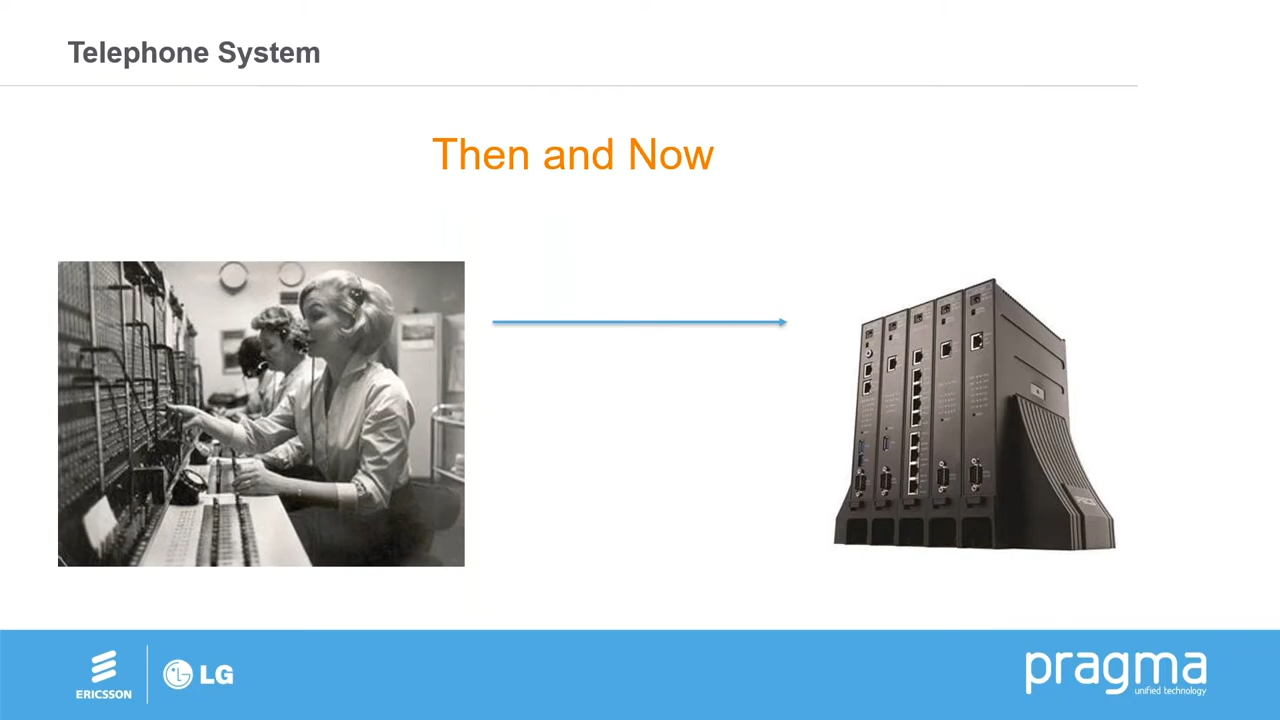 Telephone System
Then and Now
ERICSSON
LG
pragma
unified technology